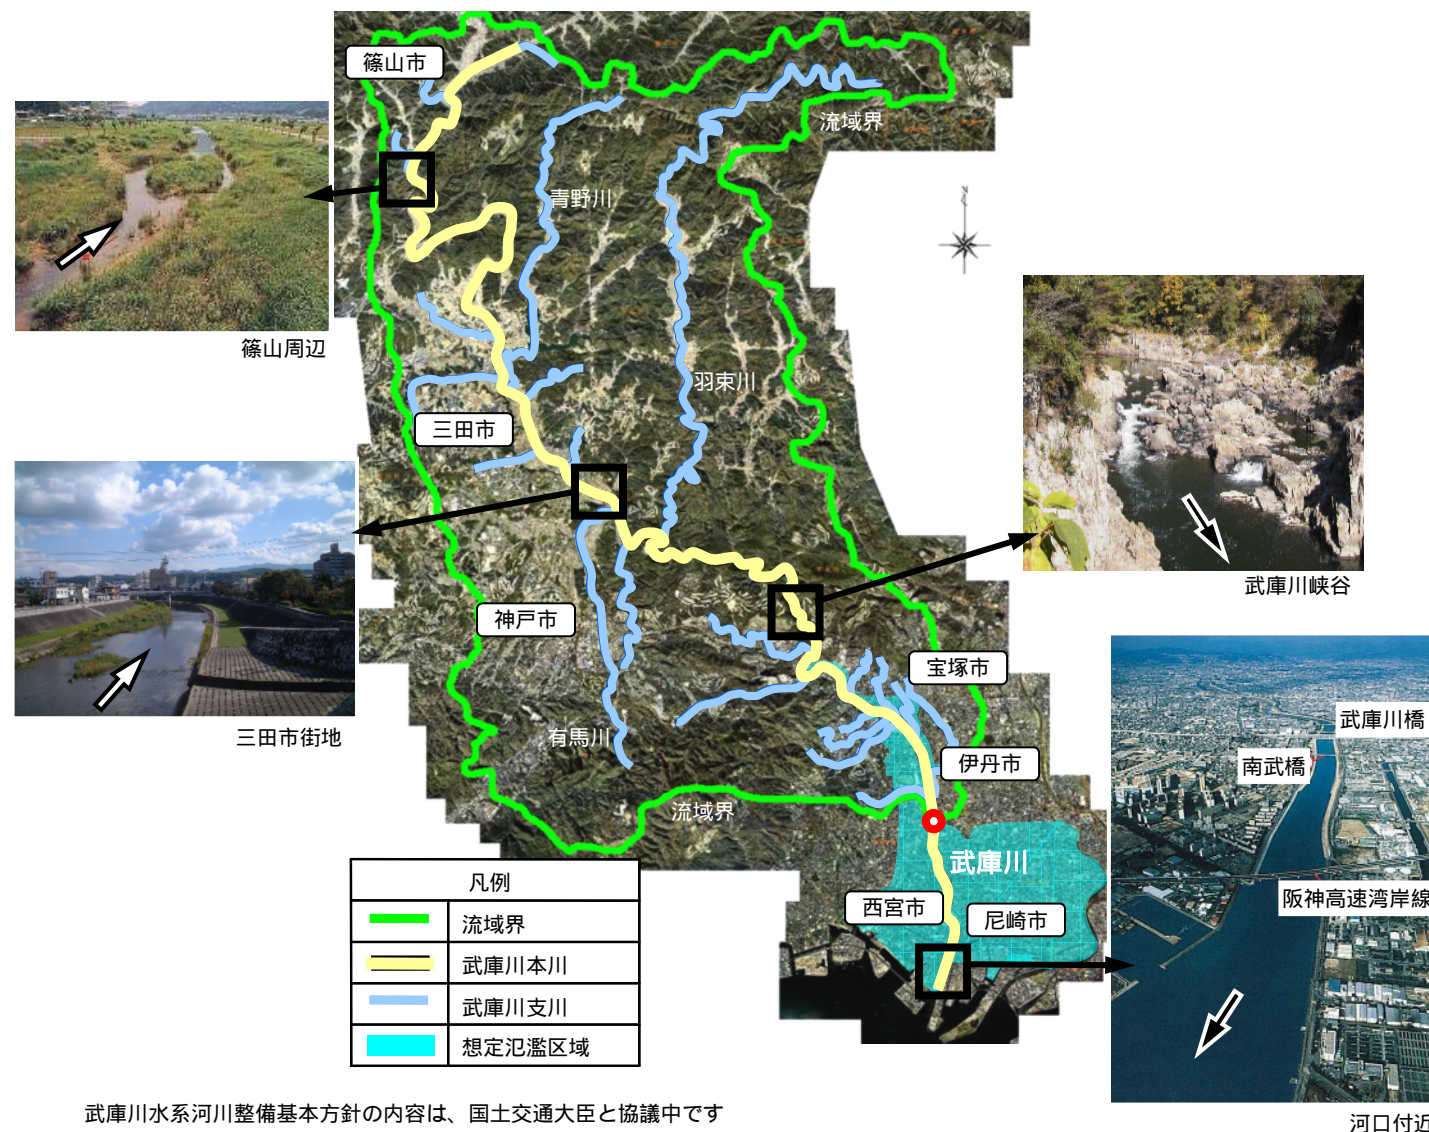 篠山市
流域界
青野川
篠山周辺
羽束川
三田市
武庫川峡谷
神戸市
宝塚市
三田市街地
有馬川
伊丹市
武庫川橋
南武橋
流域界
武庫川
阪神高速湾岸線
西宮市
尼崎市
凡例
流域界
武庫川本川
武庫川支川
想定氾濫区域
武庫川水系河川整備基本方針の内容は、国土交通大臣と協議中です
河口付近